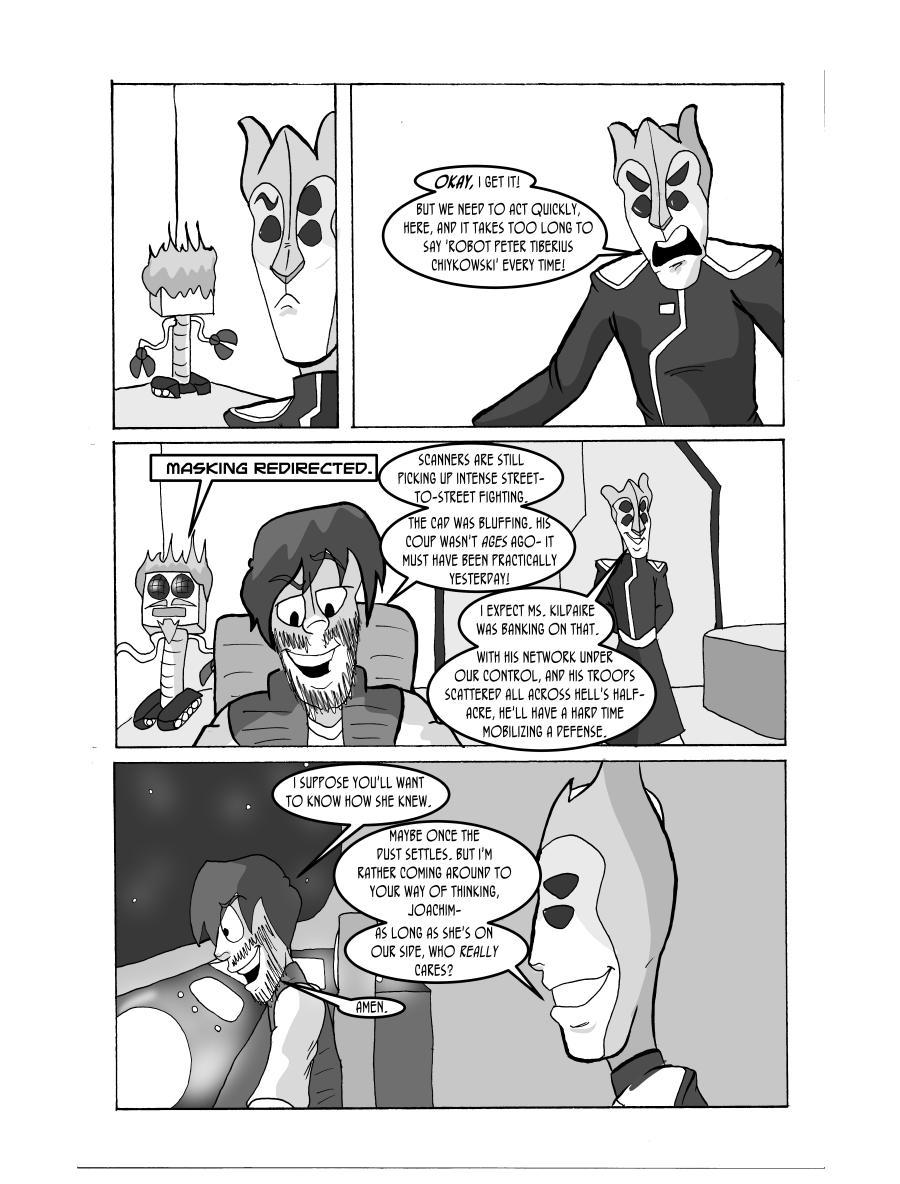 OKAY, I GET IT!
BUT WE NEED TO ACT QUICKLY,
HERE, AND IT TAKES TOO LONG TO
SAY 'ROBOT PETER TIBERIUS
CHIYKOWSKI' EVERY TIME!
MASKING REDIRECTED.
SCANNERS ARE STILL
PICKING UP INTENSE STREET-
TO-STREET FIGHTING.
THE CAD WAS BLUFFING. HIS
COUP WASN'T AGES AGO- IT
MUST HAVE BEEN PRACTICALLY
YESTERDAY!
I EXPECT MS. KILDAIRE
WAS BANKING ON THAT.
WITH HIS NETWORK UNDER
OUR CONTROL, AND HIS TROOPS
SCATTERED ALL ACROSS HELL'S HALF-
ACRE, HE'LL HAVE A HARD TIME
MOBILIZING A DEFENSE.
I SUPPOSE YOU'LL WANT
TO KNOW HOW SHE KNEW.
MAYBE ONCE THE
DUST SETTLES. BUT I'M
RATHER COMING AROUND TO
YOUR WAY OF THINKING,
JOACHIM-
AS LONG AS SHE'S ON
OUR SIDE, WHO REALLY
CARES?
AMEN.